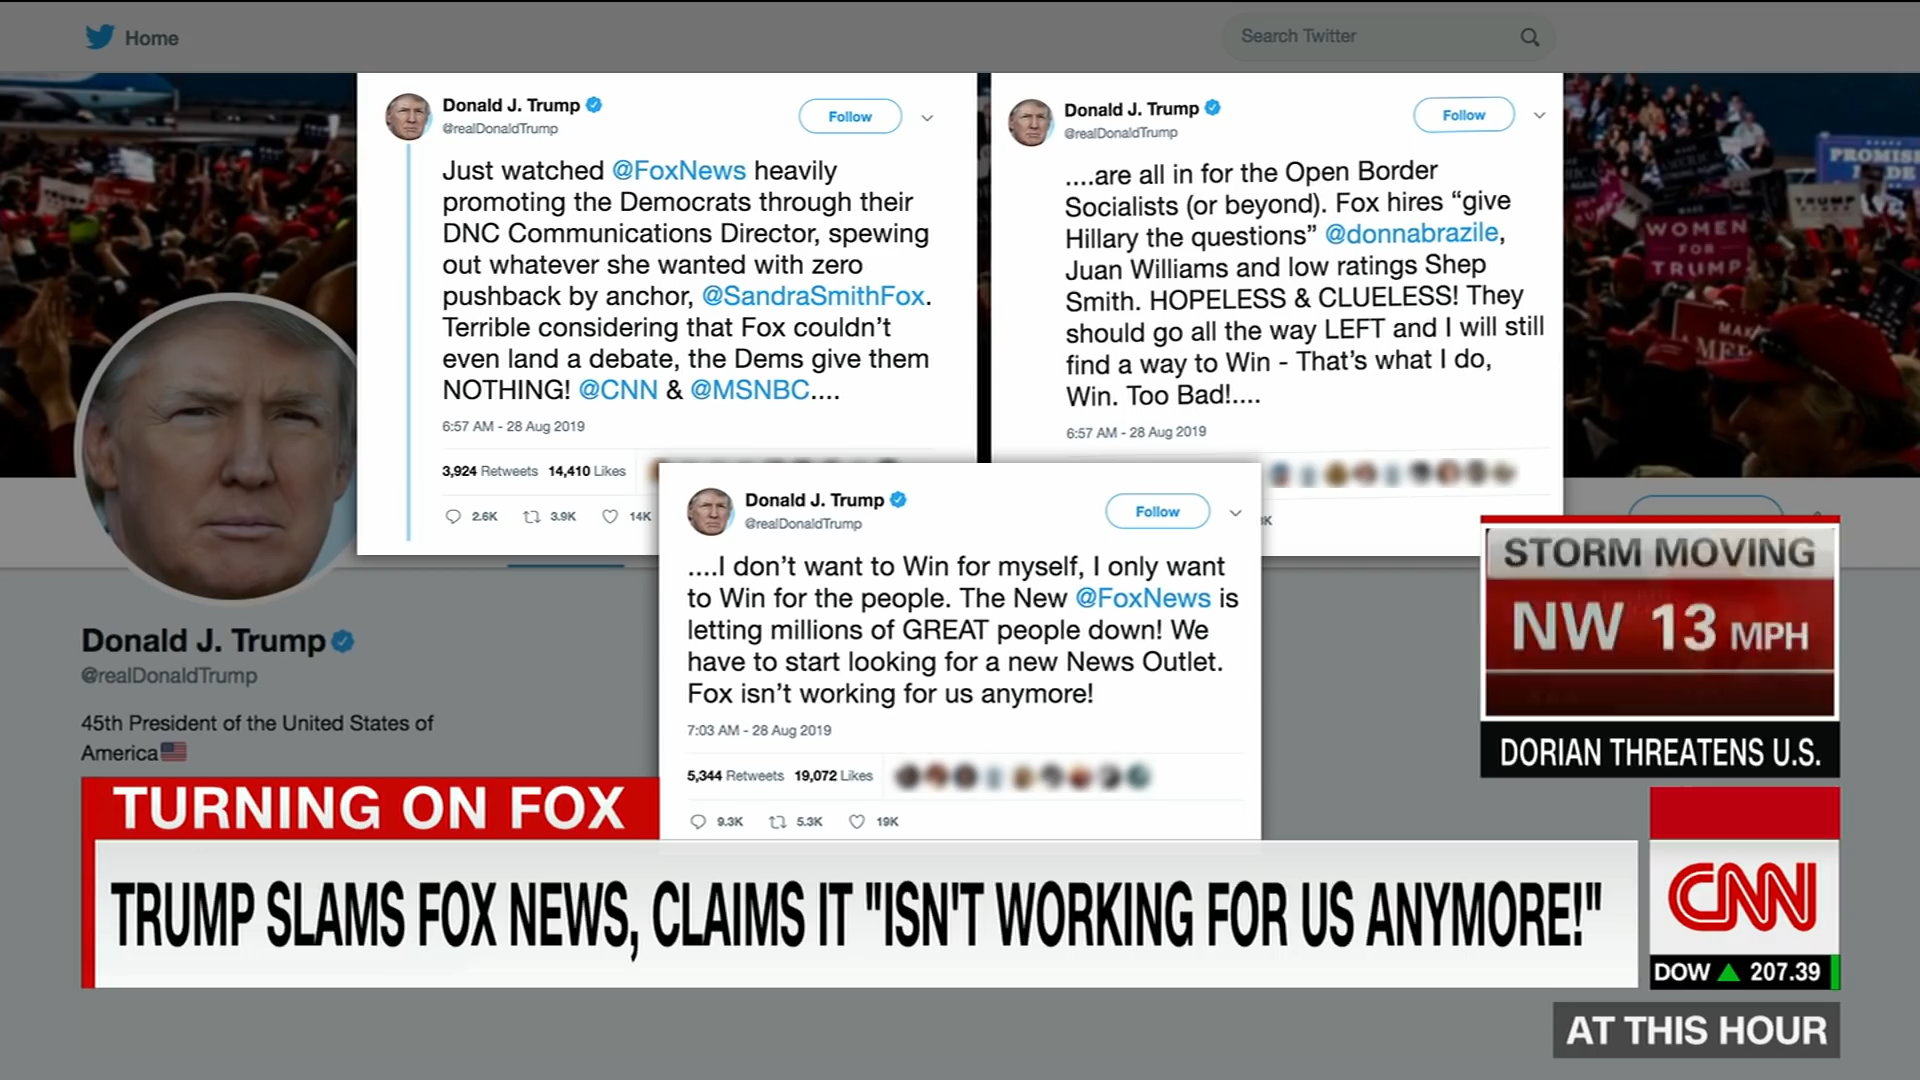 Home
Search Twitter
Donald J. Trump
@realDonaldTrump
Follow
Just watched @FoxNews heavily
promoting the Democrats through their
DNC Communications Director, spewing
out whatever she wanted with zero
pushback by anchor, @SandraSmithFox.
Terrible considering that Fox couldn't
even land a debate, the Dems give them
NOTHING! @CNN & @MSNBC....
6:57 AM - 28 Aug 2019
3,924 Retweets 14,410 Likes
2.6K 3.9K 14K
Donald J. Trump
@realDonaldTrump
Follow
....are all in for the Open Border
Socialists (or beyond). Fox hires “give
Hillary the questions” @donnabrazile,
Juan Williams and low ratings Shep
Smith. HOPELESS & CLUELESS! They
should go all the way LEFT and I will still
find a way to Win - That's what I do,
Win. Too Bad!....
6:57 AM - 28 Aug 2019
Donald J. Trump
@realDonaldTrump
Follow
....I don't want to Win for myself, I only want
to Win for the people. The New @FoxNews is
letting millions of GREAT people down! We
have to start looking for a new News Outlet.
Fox isn't working for us anymore!
7:03 AM - 28 Aug 2019
5,344 Retweets 19,072 Likes
9.3K 5.3K 19K
WOMEN
FOR
TRUMP
TRUMP
Donald J. Trump
@realDonaldTrump
45th President of the United States of
America
STORM MOVING
NW 13 MPH
DORIAN THREATENS U.S.
TURNING ON FOX
TRUMP SLAMS FOX NEWS, CLAIMS IT "ISN'T WORKING FOR US ANYMORE!"
CNN
DOW 207.39
AT THIS HOUR